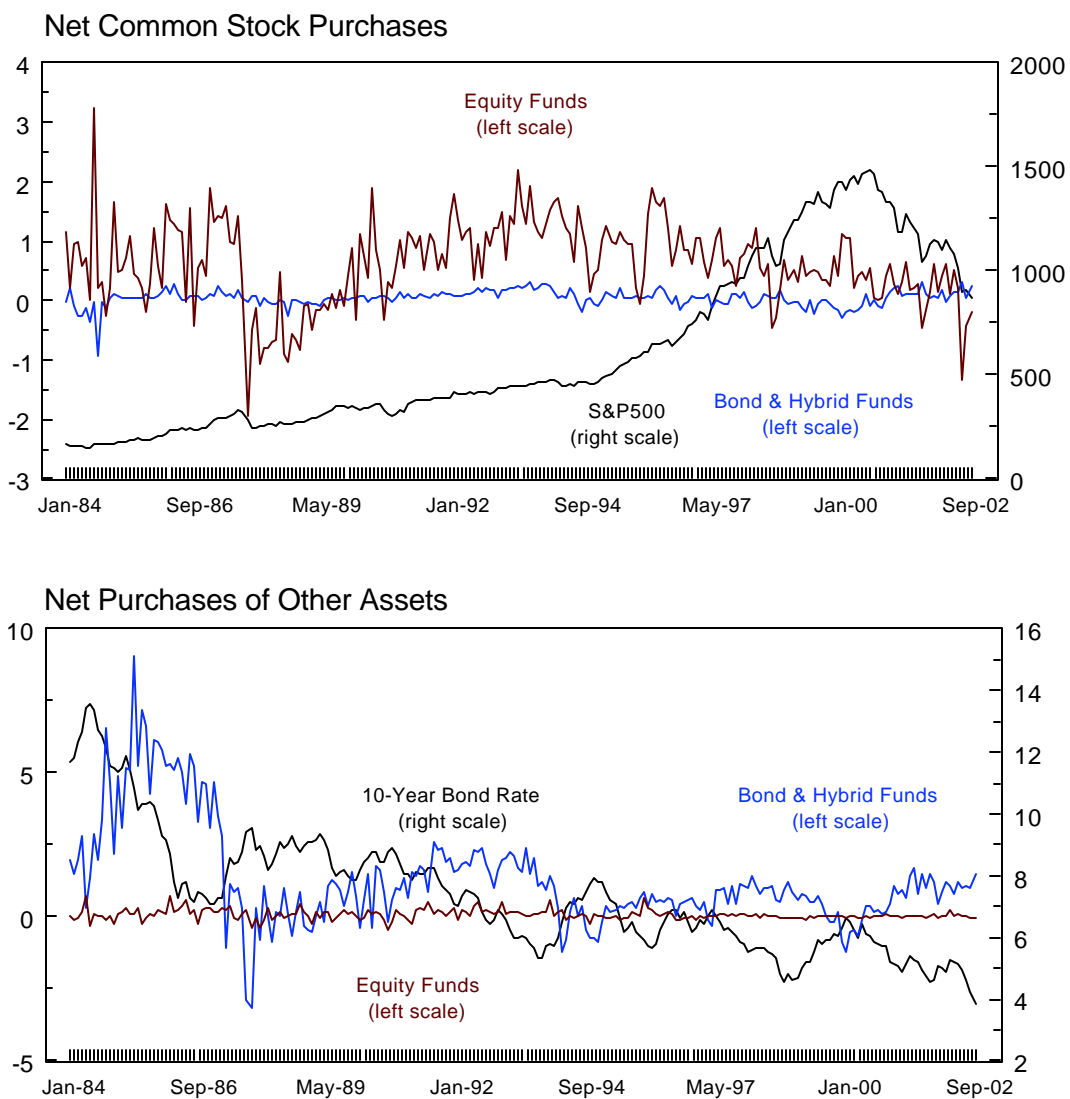 Net Common Stock Purchases
4
3
2
1
0
-1
-2
-3
2000
1500
1000
500
0
Equity Funds
(left scale)
S&P500
(right scale)
Bond & Hybrid Funds
(left scale)
Jan-84 Sep-86 May-89 Jan-92 Sep-94 May-97 Jan-00 Sep-02
Net Purchases of Other Assets
10
5
0
-5
16
14
12
10
8
6
4
2
10-Year Bond Rate
(right scale)
Bond & Hybrid Funds
(left scale)
Equity Funds
(left scale)
Jan-84 Sep-86 May-89 Jan-92 Sep-94 May-97 Jan-00 Sep-02